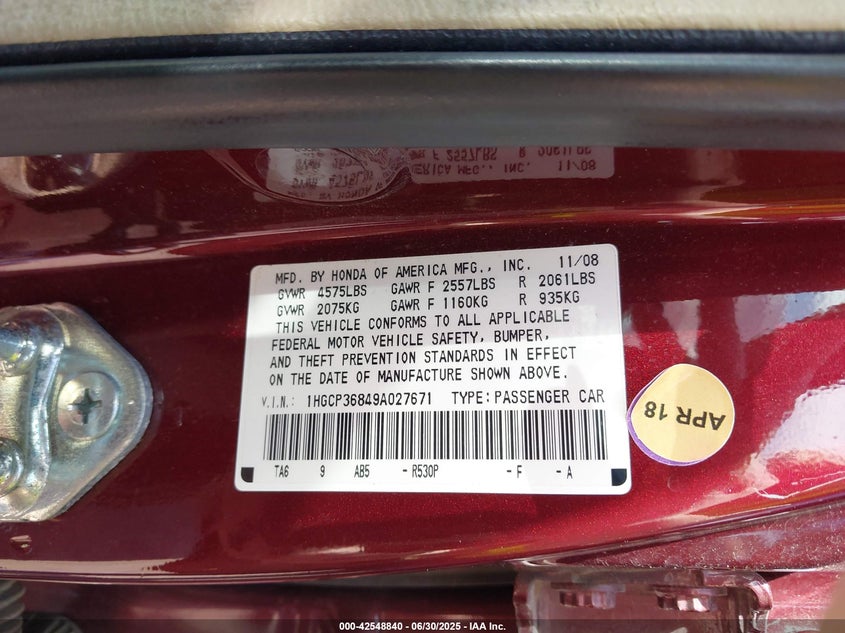 MFD. BY HONDA OF AMERICA MFG., INC. 11/08
GVWR 4575LBS GAWR F 2557LBS R 2061LBS
GVWR 2075KG GAWR F 1160KG R 935KG
THIS VEHICLE CONFORMS TO ALL APPLICABLE
FEDERAL MOTOR VEHICLE SAFETY, BUMPER,
AND THEFT PREVENTION STANDARDS IN EFFECT
ON THE DATE OF MANUFACTURE SHOWN ABOVE.
V.I.N.: 1HGCP36849A027671 TYPE: PASSENGER CAR
TA6 9 AB5 -R530P -F -A
APR 18
000-42548840 - 06/30/2025 - IAA Inc.